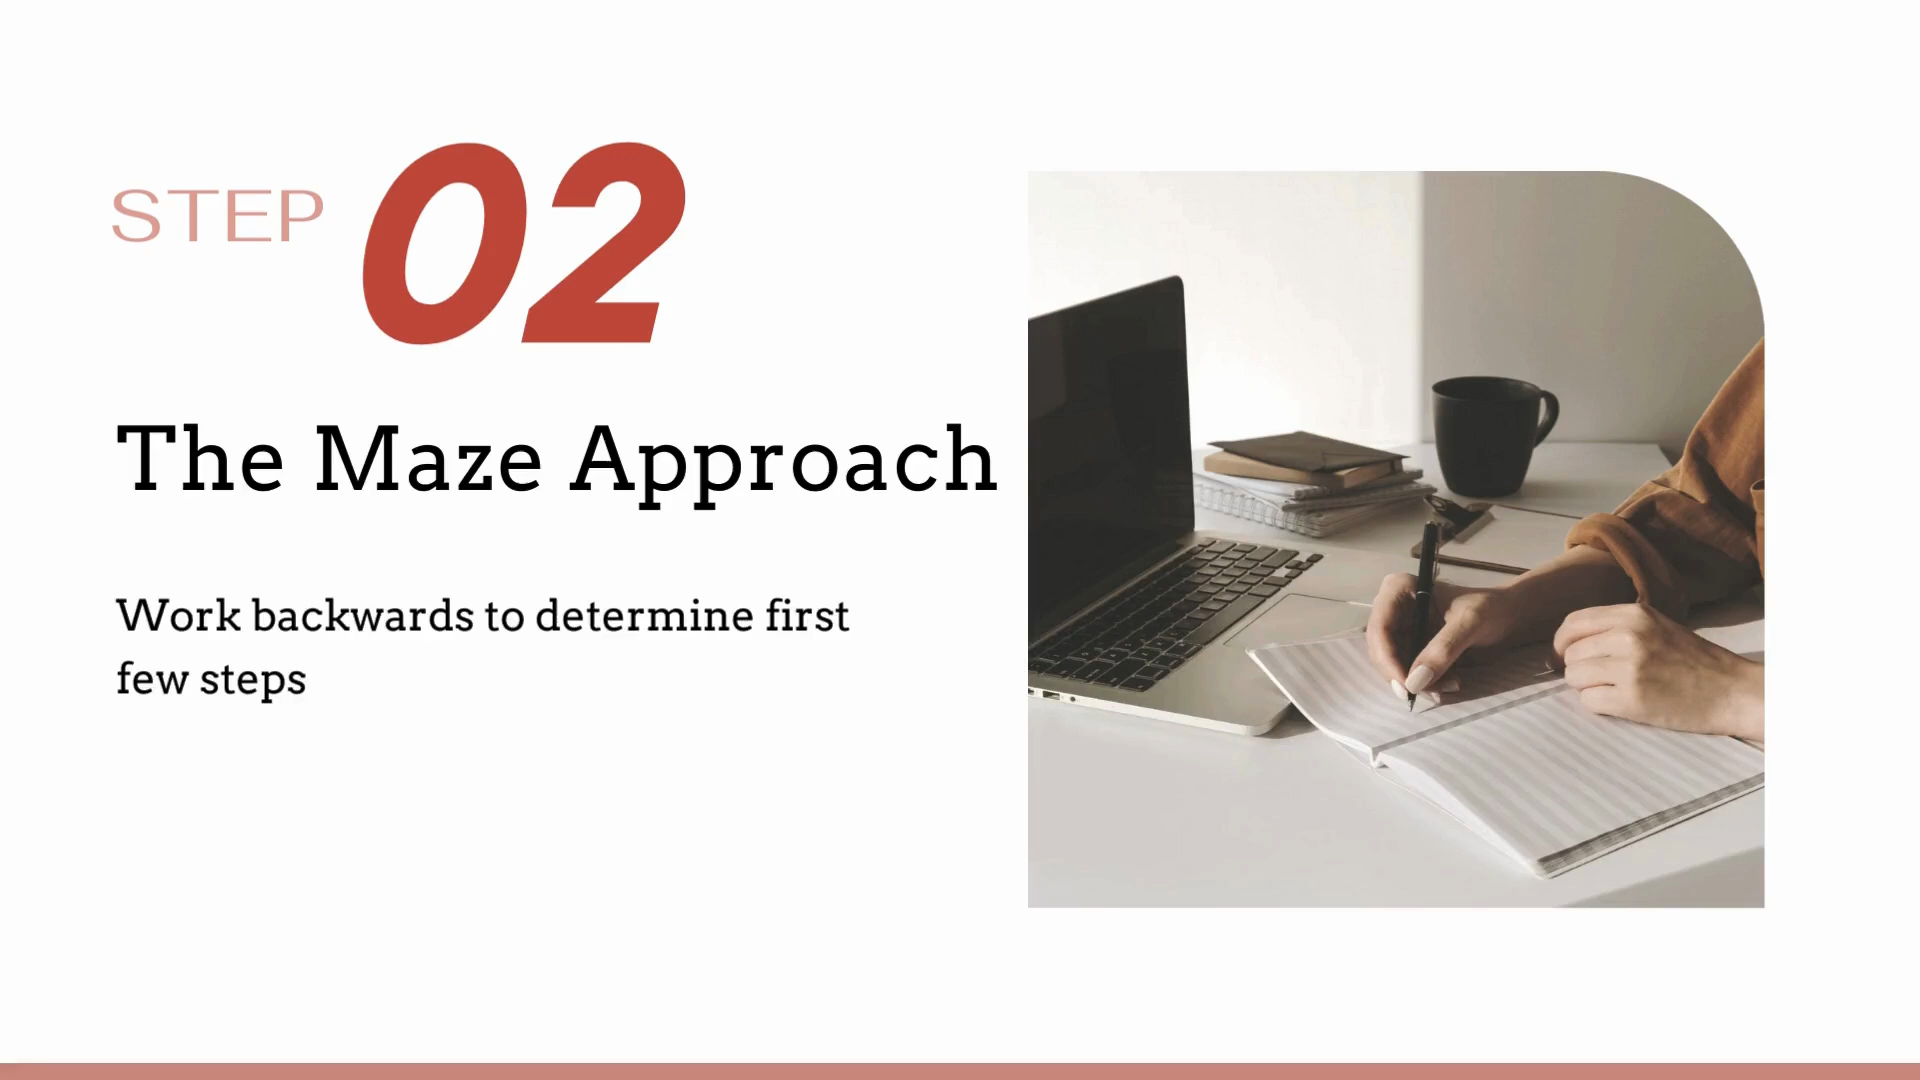 STEP 02
The Maze Approach
Work backwards to determine first
few steps